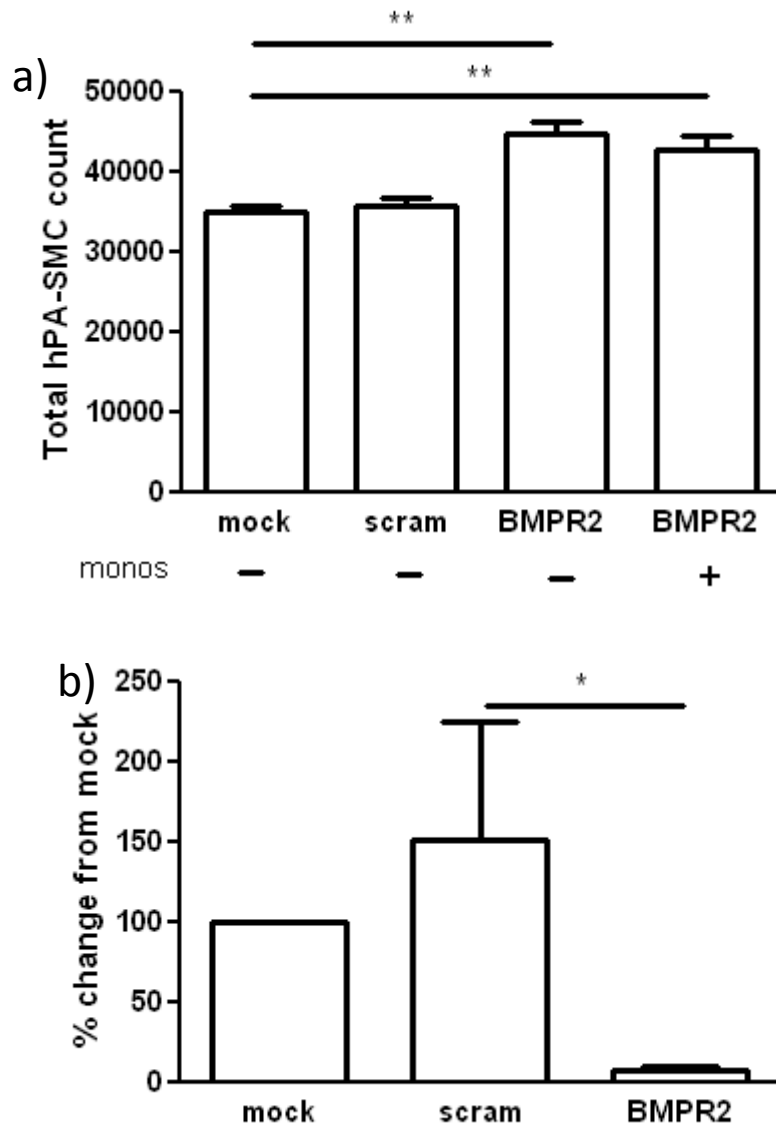 **
a)
**
50000
40000
30000
20000
10000
0
Total hPA-SMC count
mock scram BMPR2 BMPR2
monos − − − +
b)
*
250
200
150
100
50
0
% change from mock
mock scram BMPR2